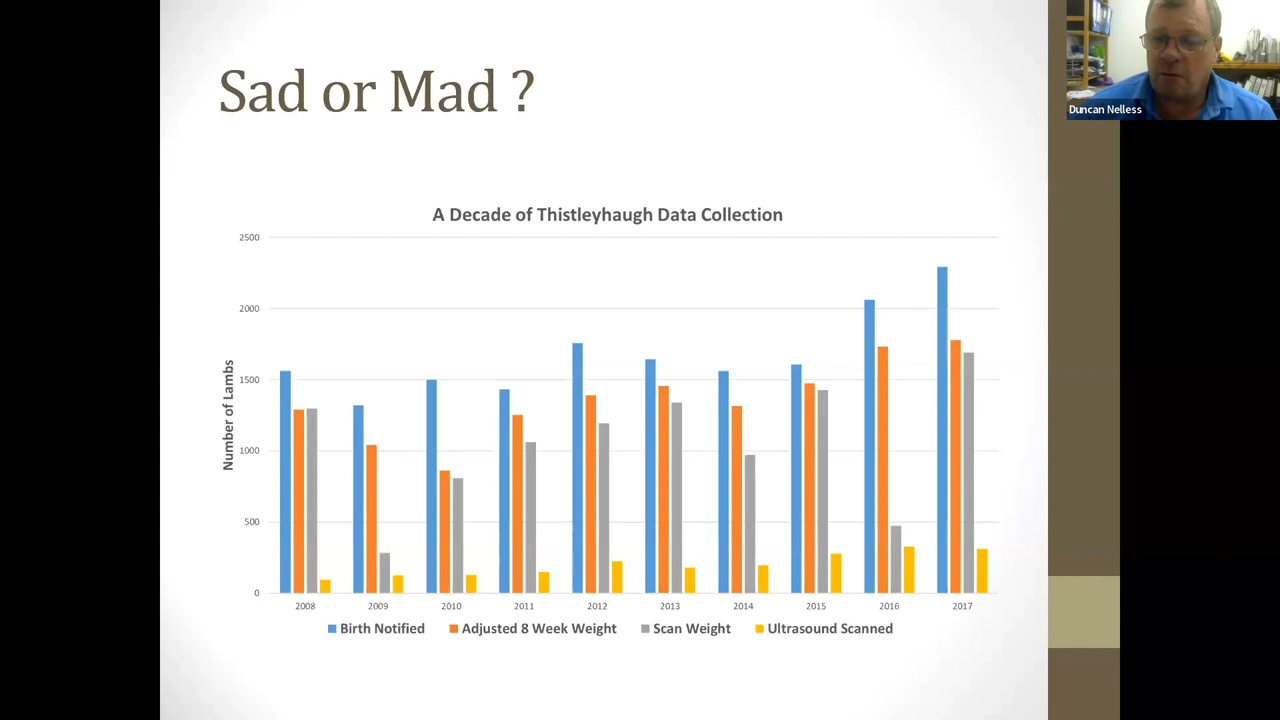 Sad or Mad ?
Duncan Nelless
A Decade of Thistleyhaugh Data Collection
Number of Lambs
2500
2000
1500
1000
500
0
2008 2009 2010 2011 2012 2013 2014 2015 2016 2017
Birth Notified Adjusted 8 Week Weight Scan Weight Ultrasound Scanned